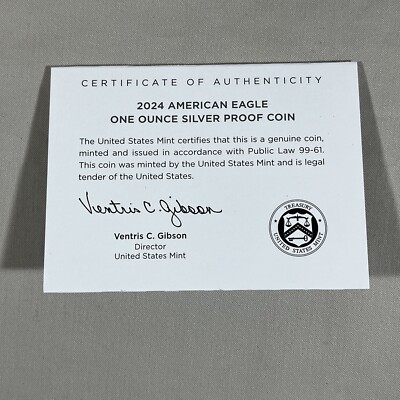 CERTIFICATE OF AUTHENTICITY
2024 AMERICAN EAGLE
ONE OUNCE SILVER PROOF COIN
The United States Mint certifies that this is a genuine coin,
minted and issued in accordance with Public Law 99-61.
This coin was minted by the United States Mint and is legal
tender of the United States.
Ventris C. Gibson
Ventris C. Gibson
Director
United States Mint
TREASURY
UNITED STATES MINT